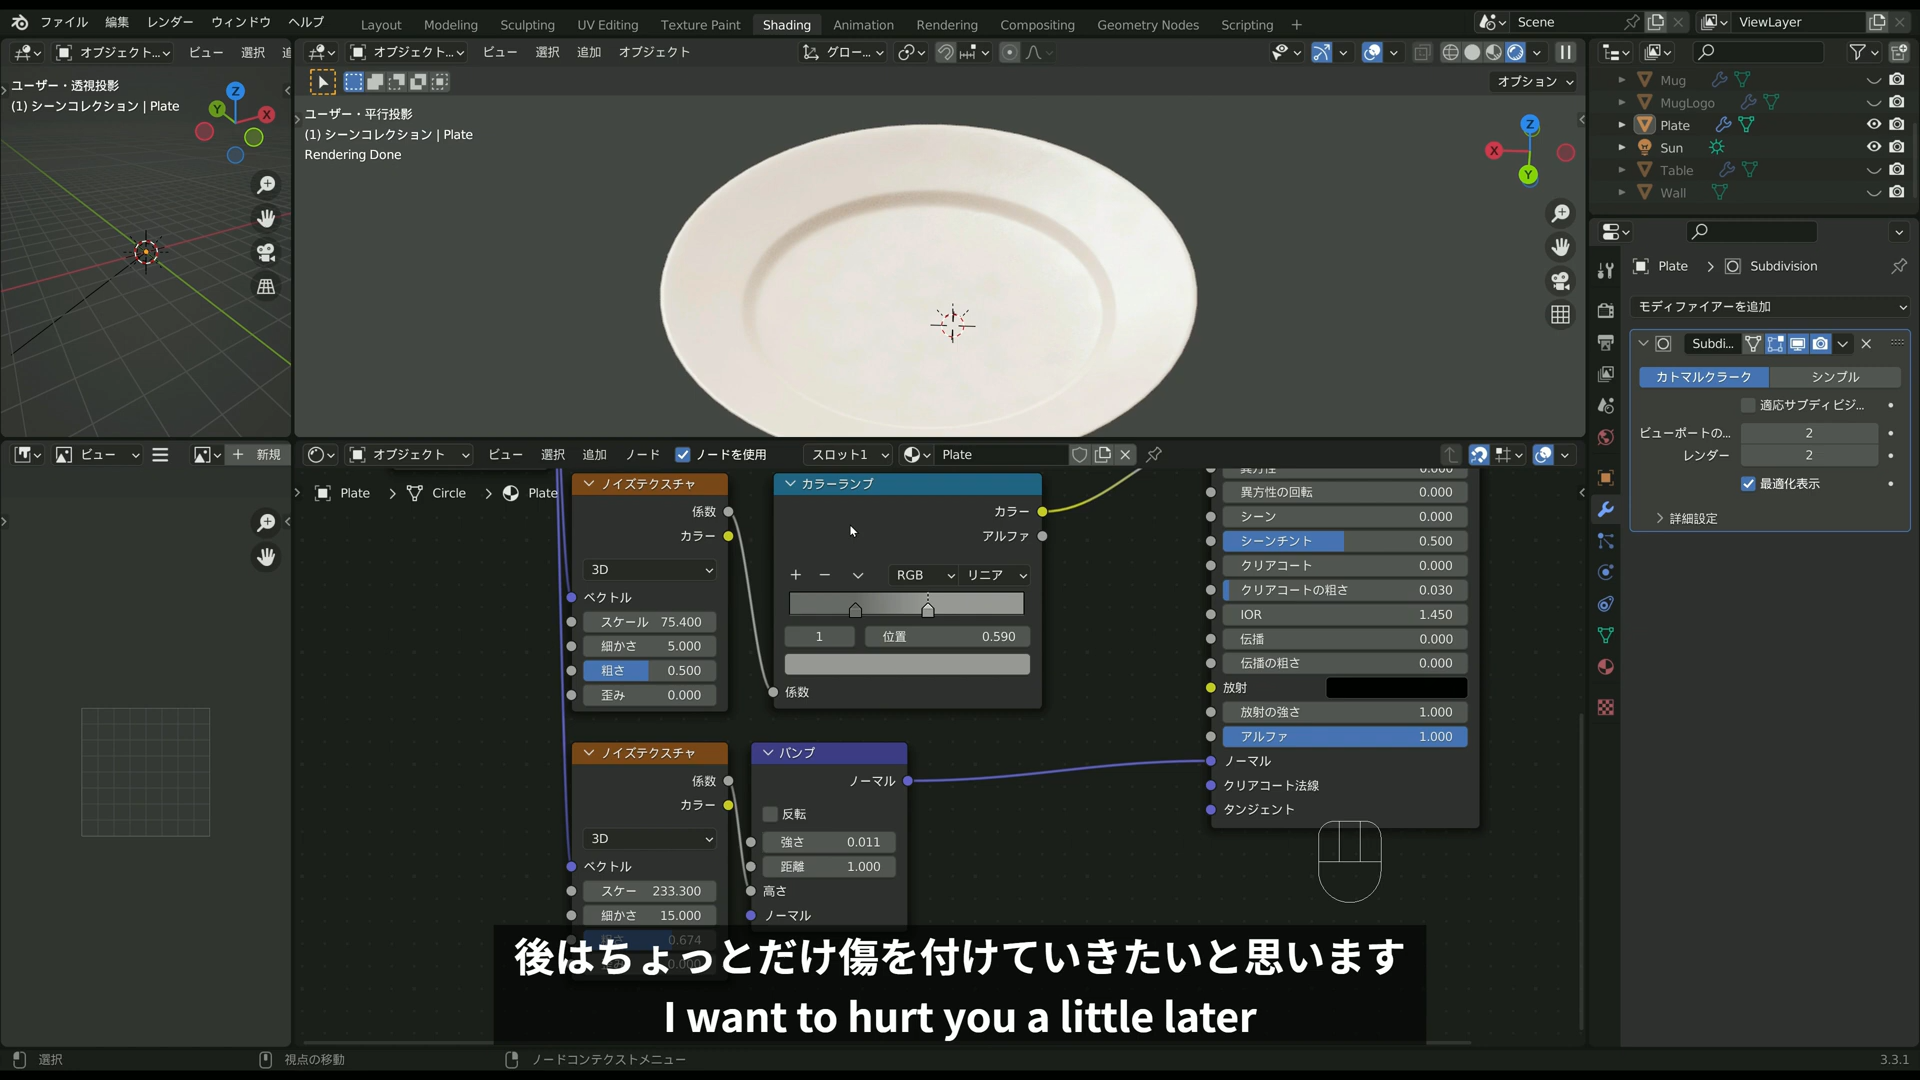 ファイル 編集 レンダー ウィンドウ ヘルプ Layout Modeling Sculpting UV Editing Texture Paint Shading Animation Rendering Compositing Geometry Nodes Scripting + Scene ViewLayer
オブジェクト... ビュー 選択
オブジェクト... ビュー 選択 追加 オブジェクト グロー...
オプション
ユーザー・透視投影
(1) シーンコレクション | Plate
ユーザー・平行投影
(1) シーンコレクション | Plate
Rendering Done
Z
Y
X
Z
X
Y
Mug
MugLogo
Plate
Sun
Table
Wall
Plate > Subdivision
モディファイアーを追加
Subdi...
カトマルクラーク シンプル
適応サブディビジ...
ビューポートの... 2
レンダー 2
最適化表示
詳細設定
ビュー + 新規
オブジェクト ビュー 選択 追加 ノード ノードを使用 スロット1 Plate
Plate > Circle > Plate
ノイズテクスチャ
係数
カラー
3D
ベクトル
スケール 75.400
細かさ 5.000
粗さ 0.500
歪み 0.000
カラーランプ
カラー
アルファ
+ − RGB リニア
1 位置 0.590
係数
ノイズテクスチャ
係数
カラー
3D
ベクトル
スケー 233.300
細かさ 15.000
粗さ 0.674
バンプ
ノーマル
反転
強さ 0.011
距離 1.000
高さ
ノーマル
異方性 0.000
異方性の回転 0.000
シーン 0.000
シーンチント 0.500
クリアコート 0.000
クリアコートの粗さ 0.030
IOR 1.450
伝播 0.000
伝播の粗さ 0.000
放射
放射の強さ 1.000
アルファ 1.000
ノーマル
クリアコート法線
タンジェント
後はちょっとだけ傷を付けていきたいと思います
I want to hurt you a little later
選択 視点の移動 ノードコンテクストメニュー 3.3.1